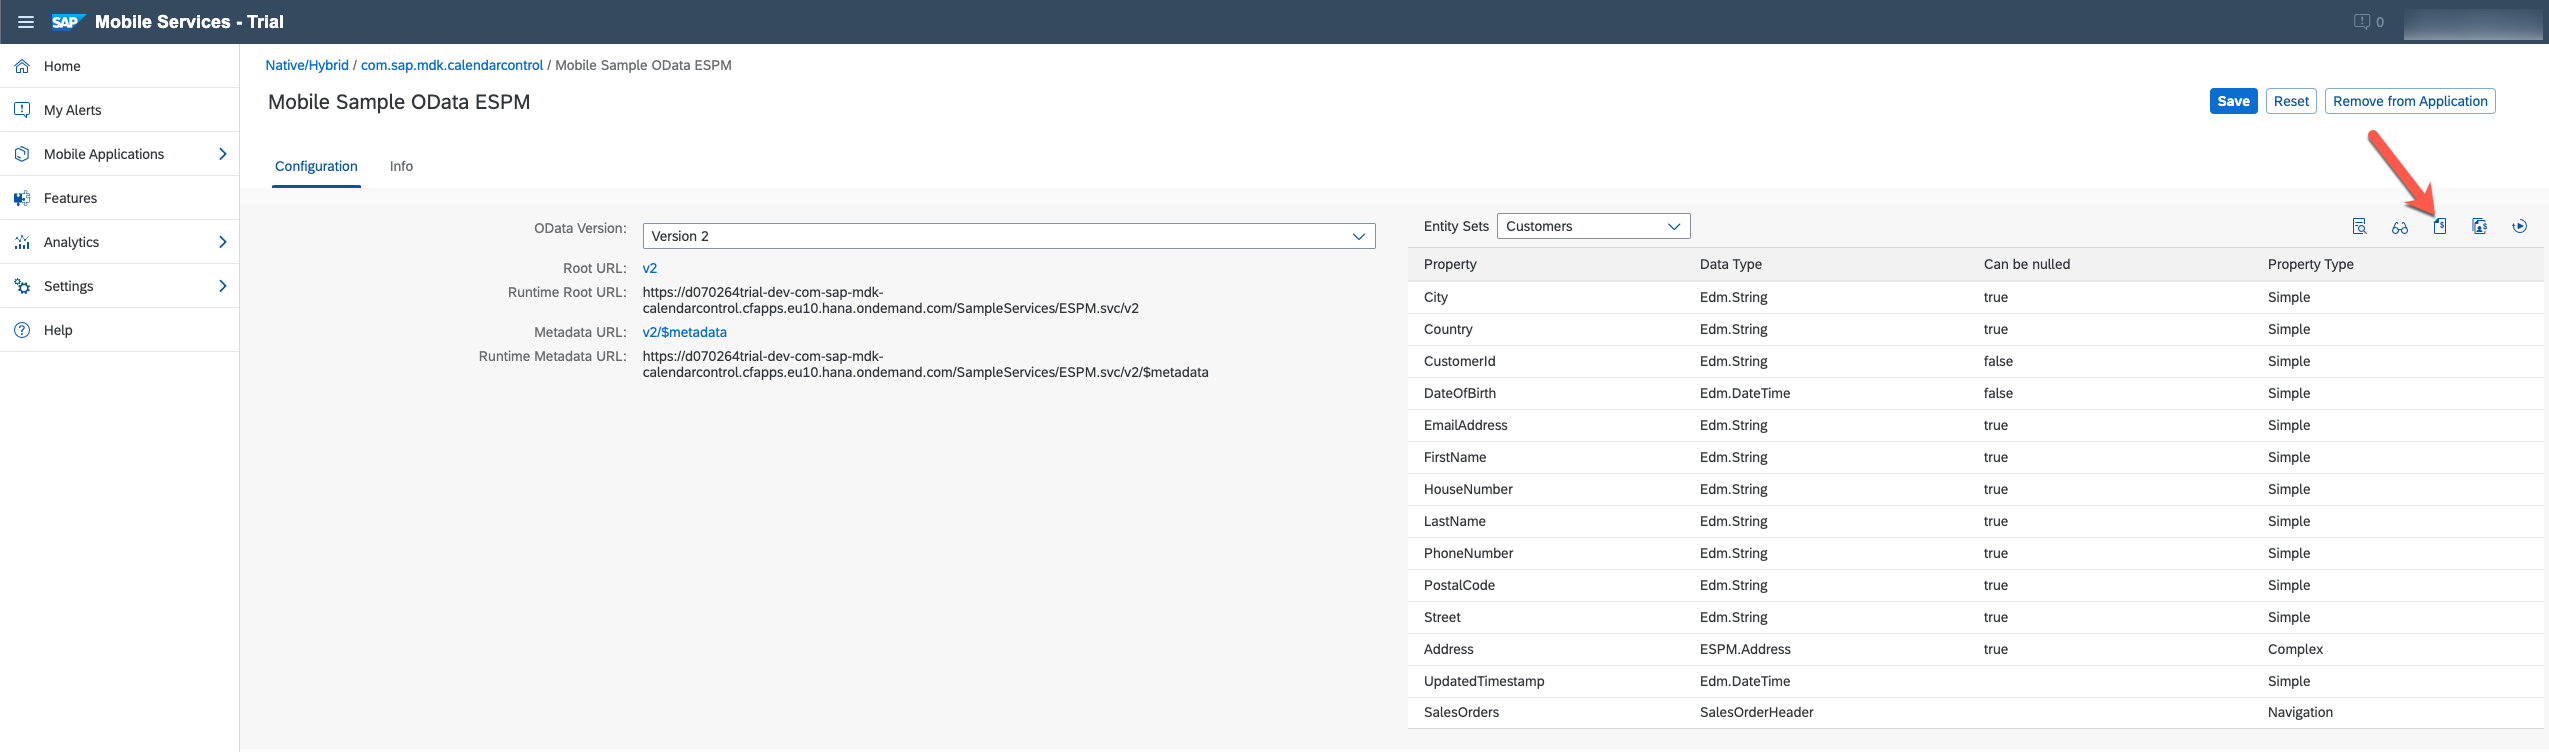 SAP Mobile Services - Trial
0
Home
My Alerts
Mobile Applications
Features
Analytics
Settings
Help
Native/Hybrid / com.sap.mdk.calendarcontrol / Mobile Sample OData ESPM
Mobile Sample OData ESPM
Save Reset Remove from Application
Configuration Info
OData Version: Version 2
Root URL: v2
Runtime Root URL: https://d070264trial-dev-com-sap-mdk-
calendarcontrol.cfapps.eu10.hana.ondemand.com/SampleServices/ESPM.svc/v2
Metadata URL: v2/$metadata
Runtime Metadata URL: https://d070264trial-dev-com-sap-mdk-
calendarcontrol.cfapps.eu10.hana.ondemand.com/SampleServices/ESPM.svc/v2/$metadata
Entity Sets Customers
Property Data Type Can be nulled Property Type
City Edm.String true Simple
Country Edm.String true Simple
CustomerId Edm.String false Simple
DateOfBirth Edm.DateTime false Simple
EmailAddress Edm.String true Simple
FirstName Edm.String true Simple
HouseNumber Edm.String true Simple
LastName Edm.String true Simple
PhoneNumber Edm.String true Simple
PostalCode Edm.String true Simple
Street Edm.String true Simple
Address ESPM.Address true Complex
UpdatedTimestamp Edm.DateTime Simple
SalesOrders SalesOrderHeader Navigation